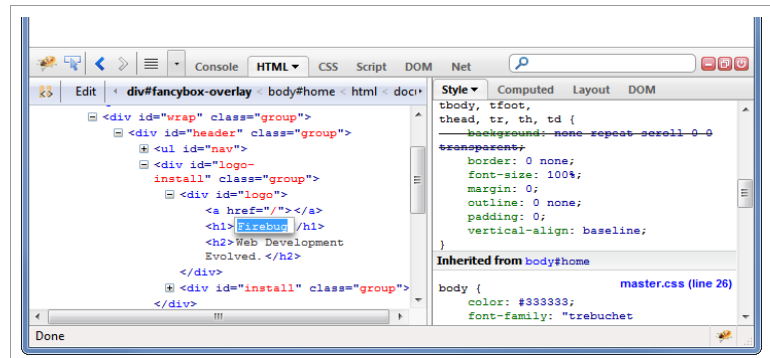 Console HTML CSS Script DOM Net
Edit div#fancybox-overlay < body#home < html < docu
<div id="wrap" class="group">
<div id="header" class="group">
<ul id="nav">
<div id="logo-
install" class="group">
<div id="logo">
<a href="/"></a>
<h1>Firebug /h1>
<h2>Web Development
Evolved.</h2>
</div>
<div id="install" class="group">
</div>
Style Computed Layout DOM
tbody, tfoot,
thead, tr, th, td {
background: none repeat scroll 0 0
transparent;
border: 0 none;
font-size: 100%;
margin: 0;
outline: 0 none;
padding: 0;
vertical-align: baseline;
}
Inherited from body#home
master.css (line 26)
body {
color: #333333;
font-family: "trebuchet
Done